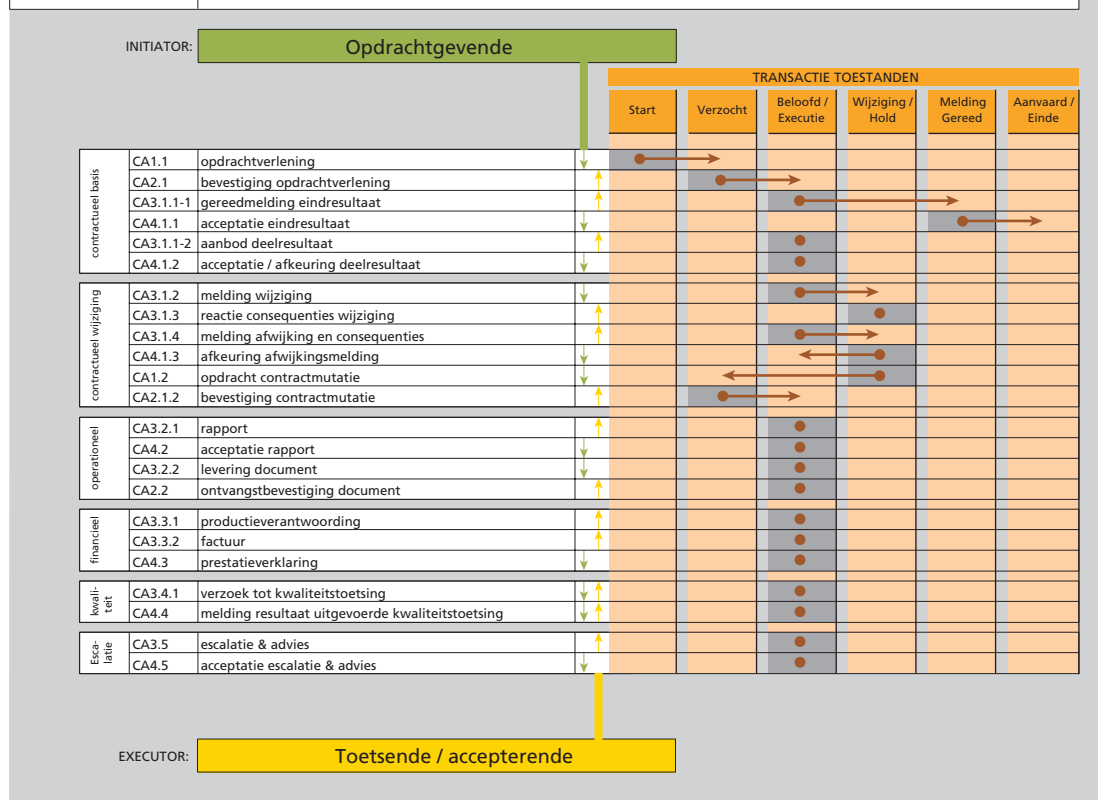 INITIATOR: Opdrachtgevende
TRANSACTIE TOESTANDEN
Start Verzocht Beloofd / Executie Wijziging / Hold Melding Gereed Aanvaard / Einde
contractueel basis
CA1.1 opdrachtverlening
CA2.1 bevestiging opdrachtverlening
CA3.1.1-1 gereedmelding eindresultaat
CA4.1.1 acceptatie eindresultaat
CA3.1.1-2 aanbod deelresultaat
CA4.1.2 acceptatie / afkeuring deelresultaat
contractueel wijziging
CA3.1.2 melding wijziging
CA3.1.3 reactie consequenties wijziging
CA3.1.4 melding afwijking en consequenties
CA4.1.3 afkeuring afwijkingsmelding
CA1.2 opdracht contractmutatie
CA2.1.2 bevestiging contractmutatie
operationeel
CA3.2.1 rapport
CA4.2 acceptatie rapport
CA3.2.2 levering document
CA2.2 ontvangstbevestiging document
financieel
CA3.3.1 productieverantwoording
CA3.3.2 factuur
CA4.3 prestatieverklaring
kwali-
teit
CA3.4.1 verzoek tot kwaliteitstoetsing
CA4.4 melding resultaat uitgevoerde kwaliteitstoetsing
Esca-
latie
CA3.5 escalatie & advies
CA4.5 acceptatie escalatie & advies
EXECUTOR: Toetsende / accepterende